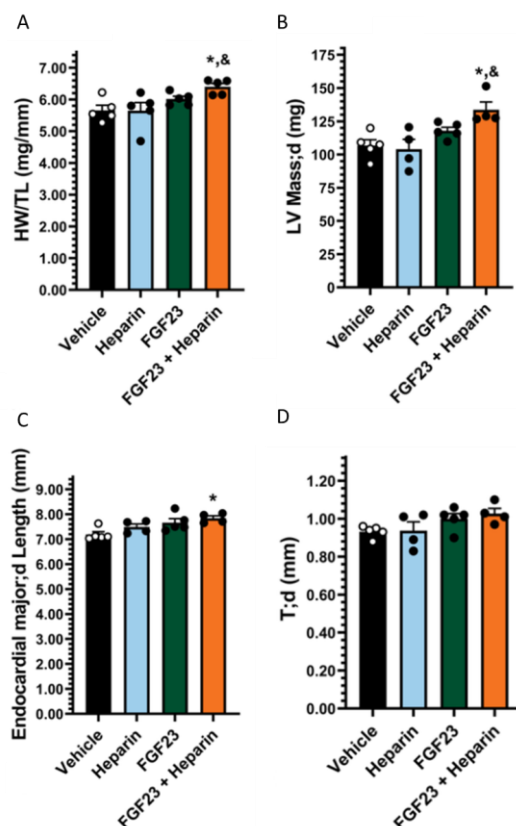 A
HW/TL (mg/mm)
7.00
6.00
5.00
4.00
3.00
2.00
1.00
0.00
*,&
Vehicle
Heparin
FGF23
FGF23 + Heparin
B
LV Mass;d (mg)
175
150
125
100
75
50
25
0
*,&
Vehicle
Heparin
FGF23
FGF23 + Heparin
C
Endocardial major;d Length (mm)
9.00
8.00
7.00
6.00
5.00
4.00
3.00
2.00
1.00
0.00
*
Vehicle
Heparin
FGF23
FGF23 + Heparin
D
T;d (mm)
1.20
1.00
0.80
0.60
0.40
0.20
0.00
Vehicle
Heparin
FGF23
FGF23 + Heparin